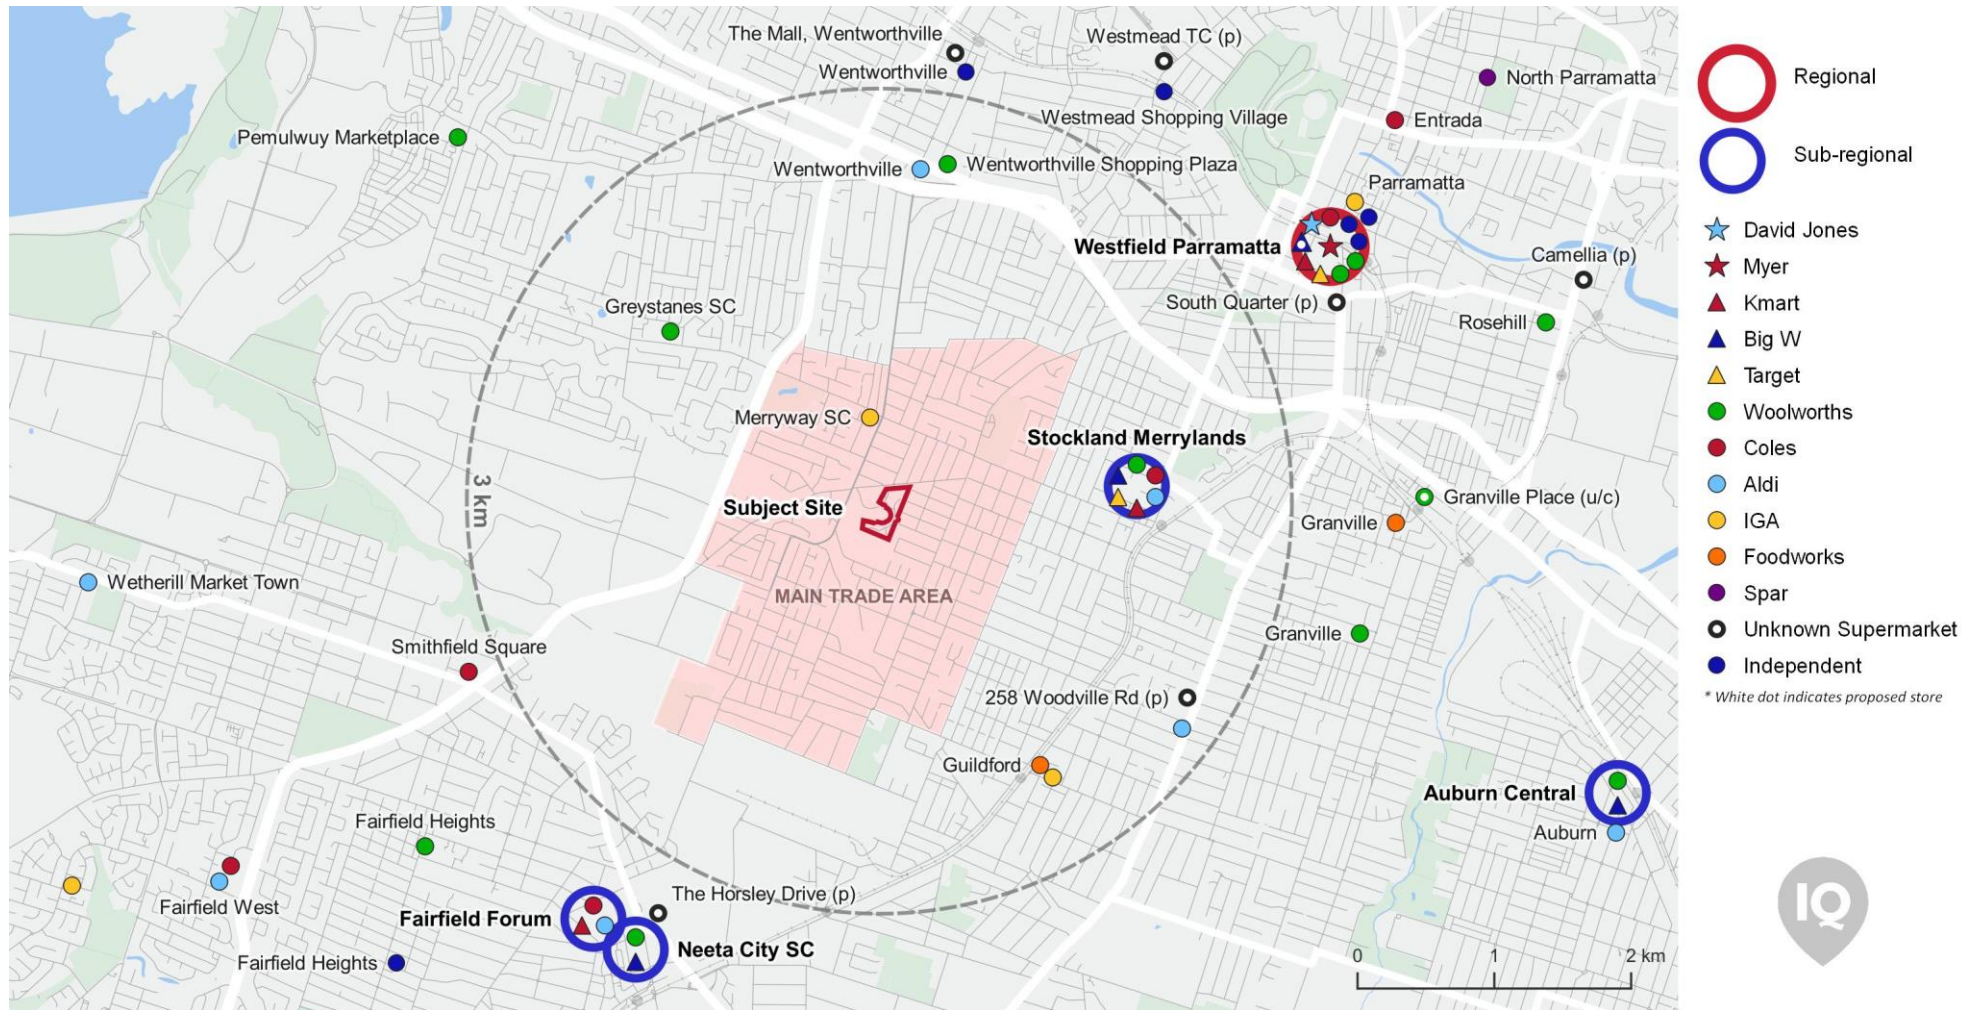 The Mall, Wentworthville
Westmead TC (p)
Wentworthville
North Parramatta
Westmead Shopping Village
Entrada
Pemulwuy Marketplace
Wentworthville
Wentworthville Shopping Plaza
Parramatta
Westfield Parramatta
Camellia (p)
Greystanes SC
South Quarter (p)
Rosehill
Merryway SC
Stockland Merrylands
3 km
Subject Site
Granville Place (u/c)
Granville
Wetherill Market Town
MAIN TRADE AREA
Smithfield Square
Granville
258 Woodville Rd (p)
Guildford
Auburn Central
Fairfield Heights
Auburn
Fairfield West
The Horsley Drive (p)
Fairfield Forum
Neeta City SC
Fairfield Heights
0 1 2 km
Regional
Sub-regional
David Jones
Myer
Kmart
Big W
Target
Woolworths
Coles
Aldi
IGA
Foodworks
Spar
Unknown Supermarket
Independent
* White dot indicates proposed store
IQ